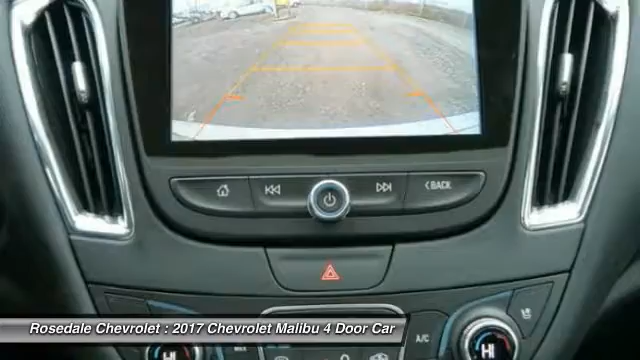 < BACK
Rosedale Chevrolet : 2017 Chevrolet Malibu 4 Door Car
A/C
HI
HI